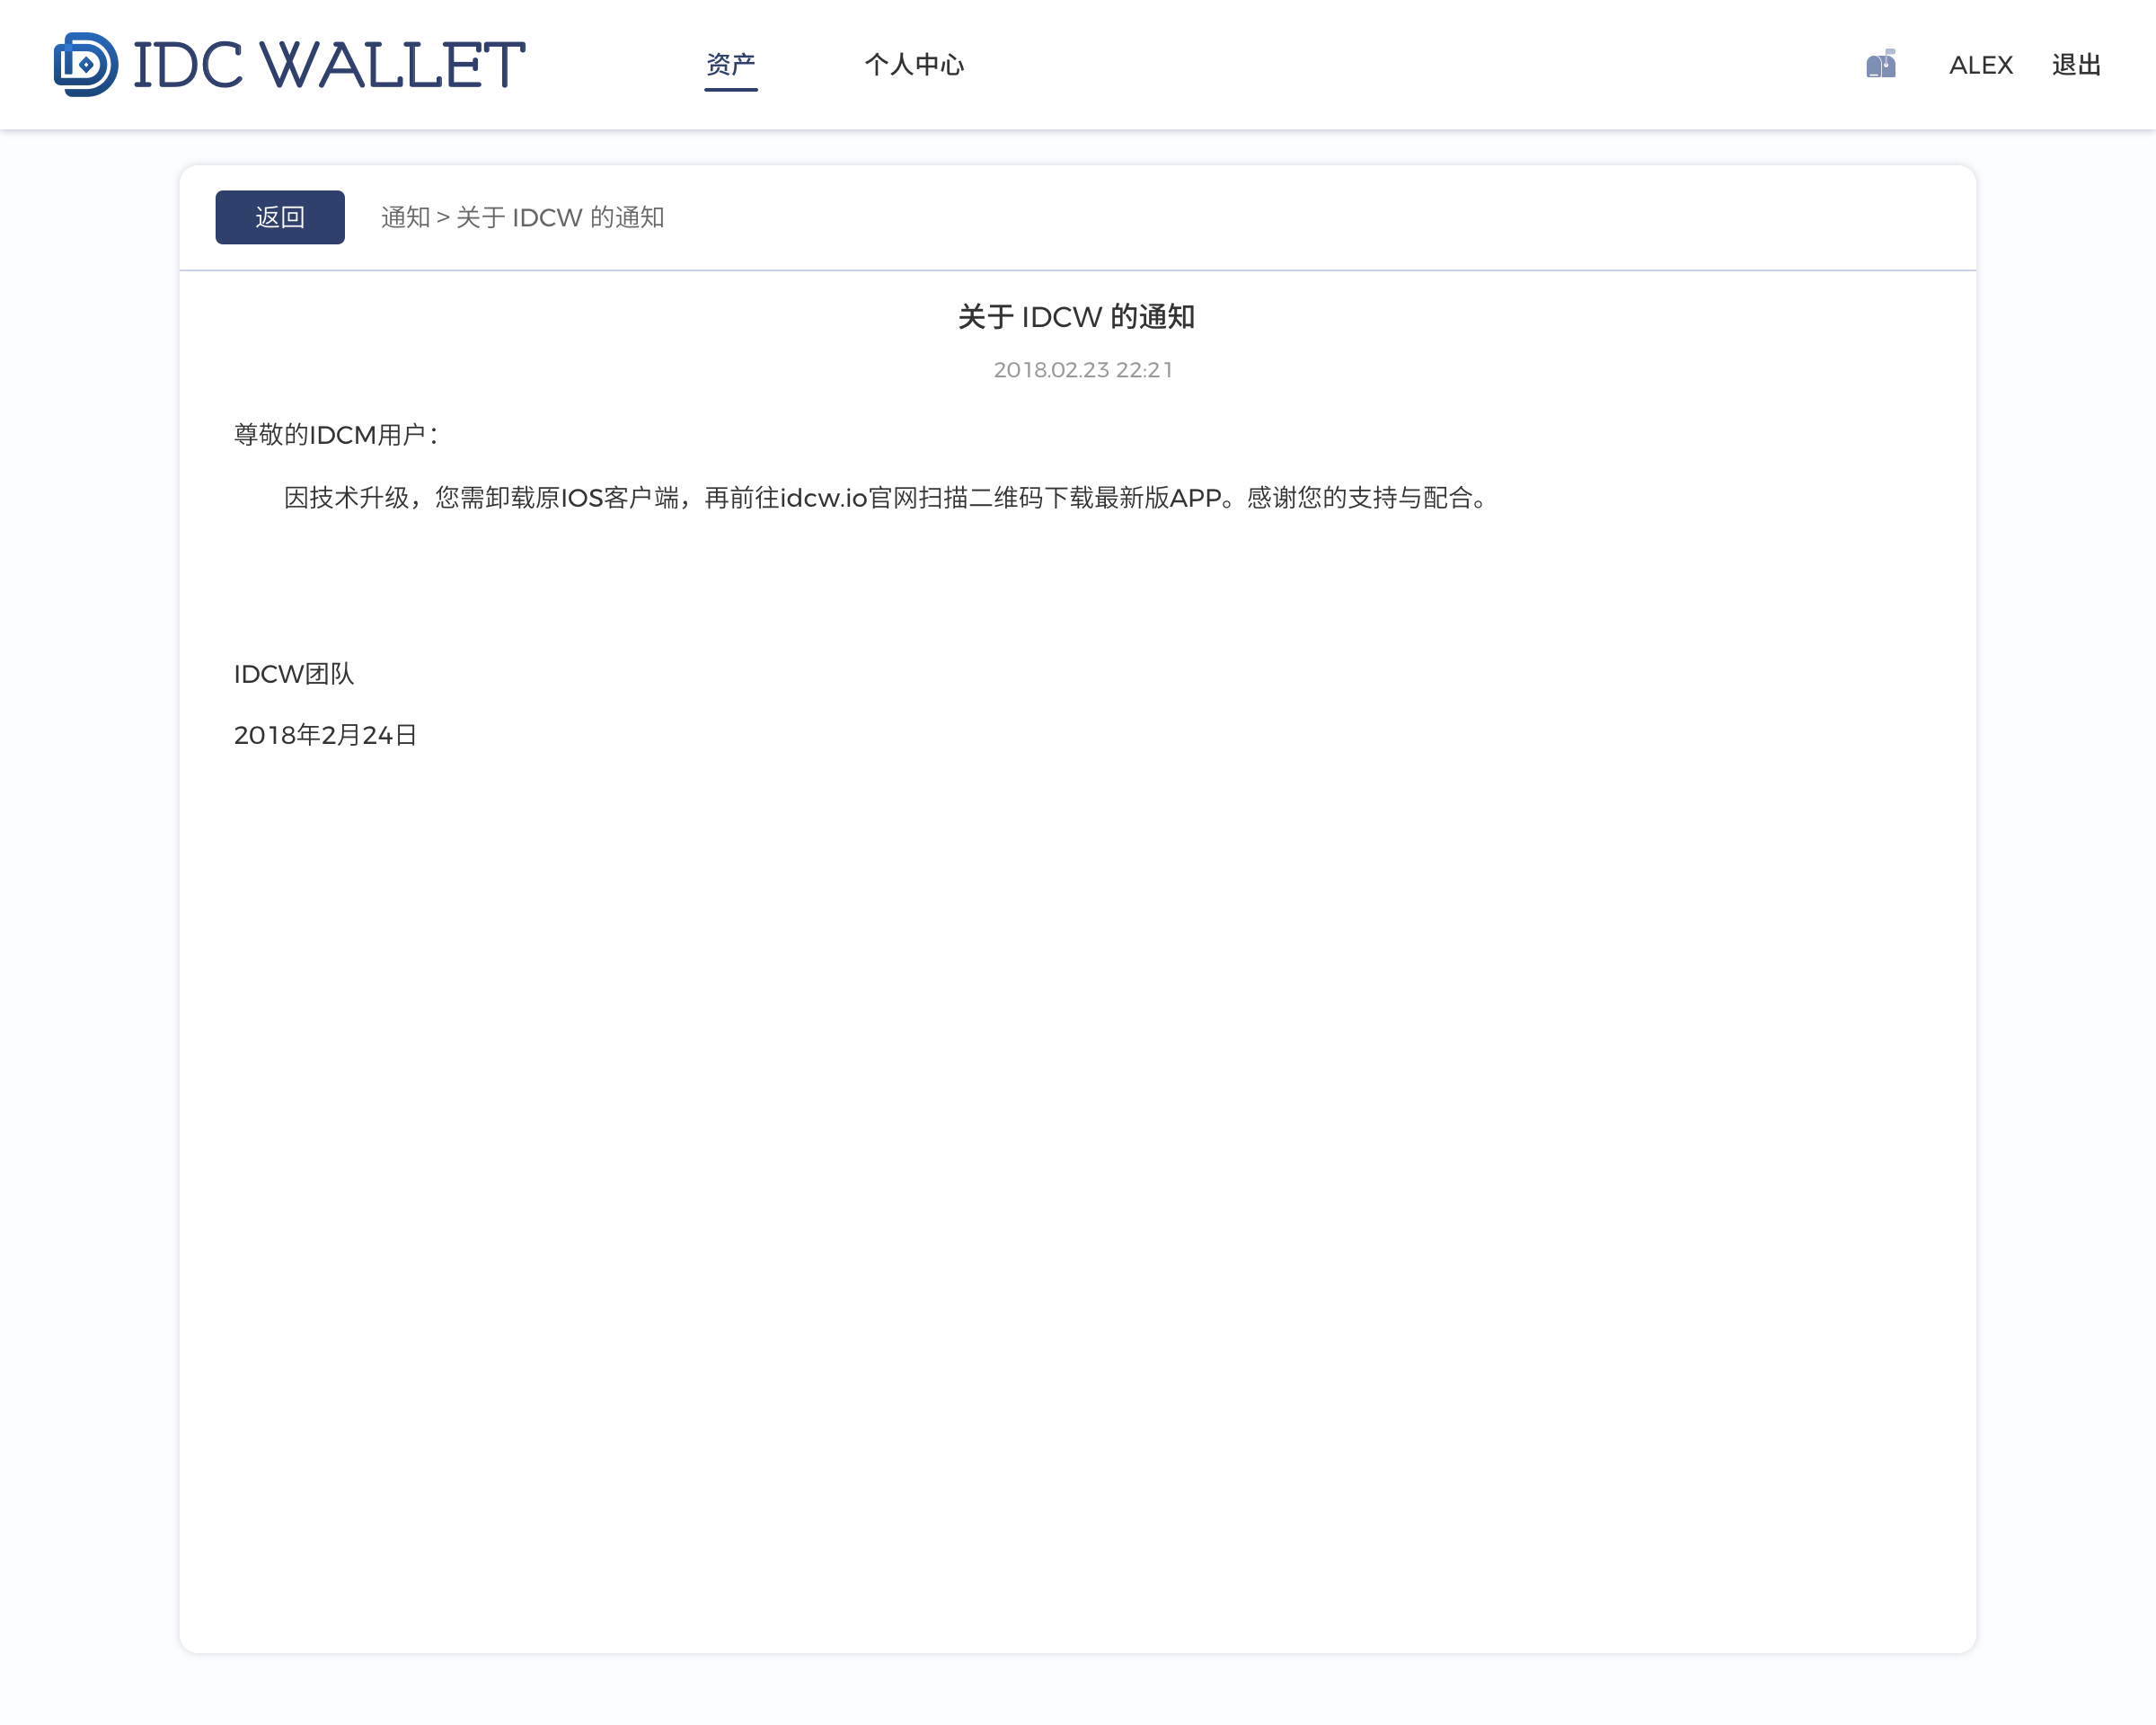 IDC WALLET
资产
个人中心
ALEX
退出
返回
通知 > 关于 IDCW 的通知
关于 IDCW 的通知
2018.02.23 22:21
尊敬的IDCM用户：
因技术升级，您需卸载原IOS客户端，再前往idcw.io官网扫描二维码下载最新版APP。感谢您的支持与配合。
IDCW团队
2018年2月24日